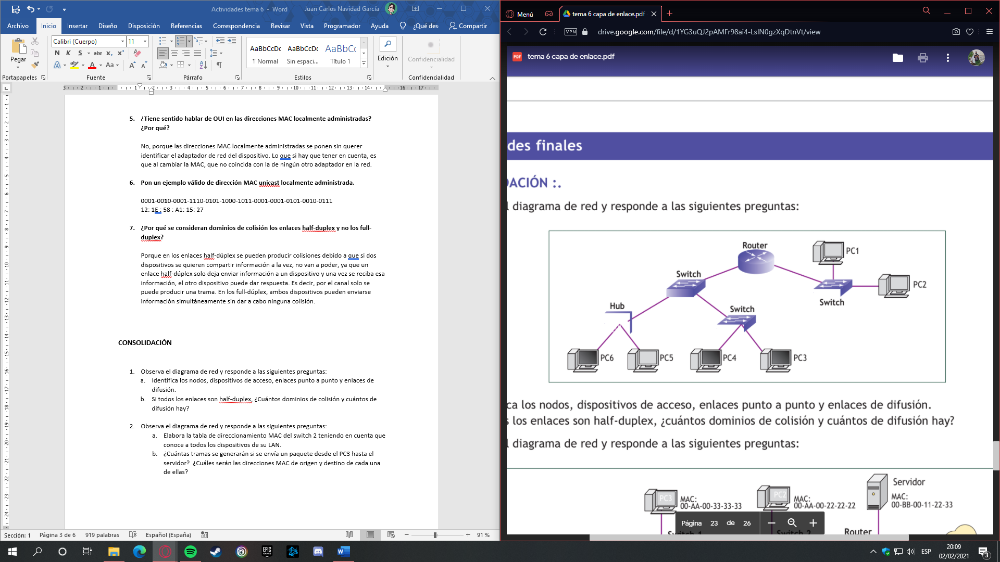 Actividades tema 6 - Word
Juan Carlos Navidad García
Archivo Inicio Insertar Diseño Disposición Referencias Correspondencia Revisar Vista Programador Ayuda ¿Qué des Compartir
Pegar
Calibri (Cuerpo) 11
N K S abc x₂ x²
A A Aa A A
AaBbCcDc AaBbCcDc AaBbCc
¶ Normal Sin espaci... Título 1
Edición
Confidencialidad
Portapapeles Fuente Párrafo Estilos Confidencialidad
5. ¿Tiene sentido hablar de OUI en las direcciones MAC localmente administradas?
¿Por qué?
No, porque las direcciones MAC localmente administradas se ponen sin querer
identificar el adaptador de red del dispositivo. Lo que si hay que tener en cuenta, es
que al cambiar la MAC, que no coincida con la de ningún otro adaptador en la red.
6. Pon un ejemplo válido de dirección MAC unicast localmente administrada.
0001-0010-0001-1110-0101-1000-1011-0001-0001-0101-0010-0111
12: 1E : 58 : A1: 15: 27
7. ¿Por qué se consideran dominios de colisión los enlaces half-duplex y no los full-
duplex?
Porque en los enlaces half-dúplex se pueden producir colisiones debido a que si dos
dispositivos se quieren compartir información a la vez, no van a poder, ya que un
enlace half-dúplex solo deja enviar información a un dispositivo y una vez se reciba esa
información, el otro dispositivo puede dar respuesta. Es decir, por el canal solo se
puede producir una trama. En los full-dúplex, ambos dispositivos pueden enviarse
información simultáneamente sin dar a cabo ninguna colisión.
CONSOLIDACIÓN
1. Observa el diagrama de red y responde a las siguientes preguntas:
a. Identifica los nodos, dispositivos de acceso, enlaces punto a punto y enlaces de
difusión.
b. Si todos los enlaces son half-duplex, ¿Cuántos dominios de colisión y cuántos de
difusión hay?
2. Observa el diagrama de red y responde a las siguientes preguntas:
a. Elabora la tabla de direccionamiento MAC del switch 2 teniendo en cuenta que
conoce a todos los dispositivos de su LAN.
b. ¿Cuántas tramas se generarán si se envía un paquete desde el PC3 hasta el
servidor? ¿Cuáles serán las direcciones MAC de origen y destino de cada una
de ellas?
Sección: 1 Página 3 de 6 919 palabras Español (España) 91 %
Menú tema 6 capa de enlace.pdf
VPN drive.google.com/file/d/1YG3uQJ2pAMFr98ai4-LsIN0gzXqDtnVt/view
PDF tema 6 capa de enlace.pdf
des finales
DACIÓN :.
l diagrama de red y responde a las siguientes preguntas:
Router
PC1
Switch
PC2
Switch
Hub
Switch
PC6 PC5 PC4 PC3
ca los nodos, dispositivos de acceso, enlaces punto a punto y enlaces de difusión.
s los enlaces son half-duplex, ¿cuántos dominios de colisión y cuántos de difusión hay?
l diagrama de red y responde a las siguientes preguntas:
Servidor
MAC:
00-BB-00-11-22-33
PC3
MAC:
00-AA-00-33-33-33
PC2
MAC:
00-AA-00-22-22-22
Página 23 de 26
Switch 1 Switch 2 Router
EPIC GAMES
ESP
20:09
02/02/2021
3